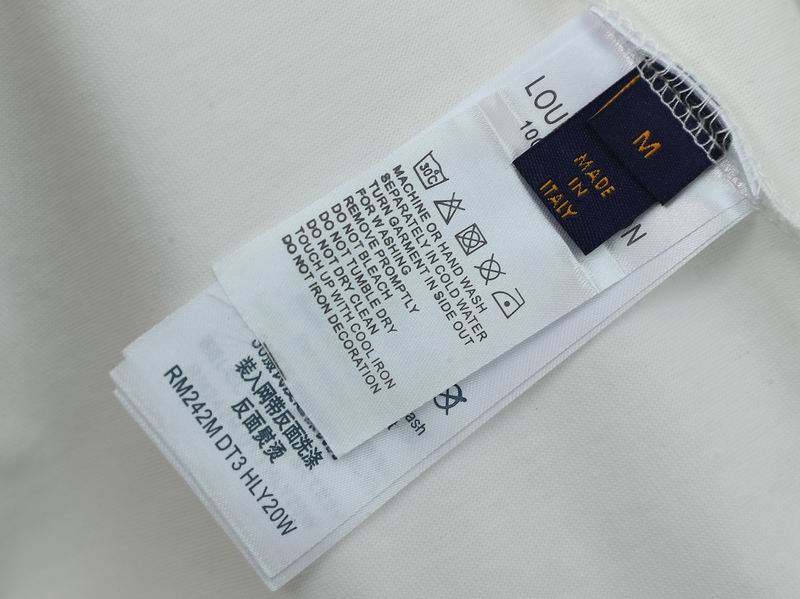 LOU
M
MADE
IN
ITALY
N
30°C
MACHINE OR HAND WASH
SEPARATELY IN COLD WATER
TURN GARMENT IN SIDE OUT
FOR WASHING
REMOVE PROMPTLY
DO NOT BLEACH
DO NOT TUMBLE DRY
DO NOT DRY CLEAN
TOUCH UP WITH COOL IRON
DO NOT IRON DECORATION
ash
装入网带反面洗涤
反面熨烫
RM242M DT3 HLY20W